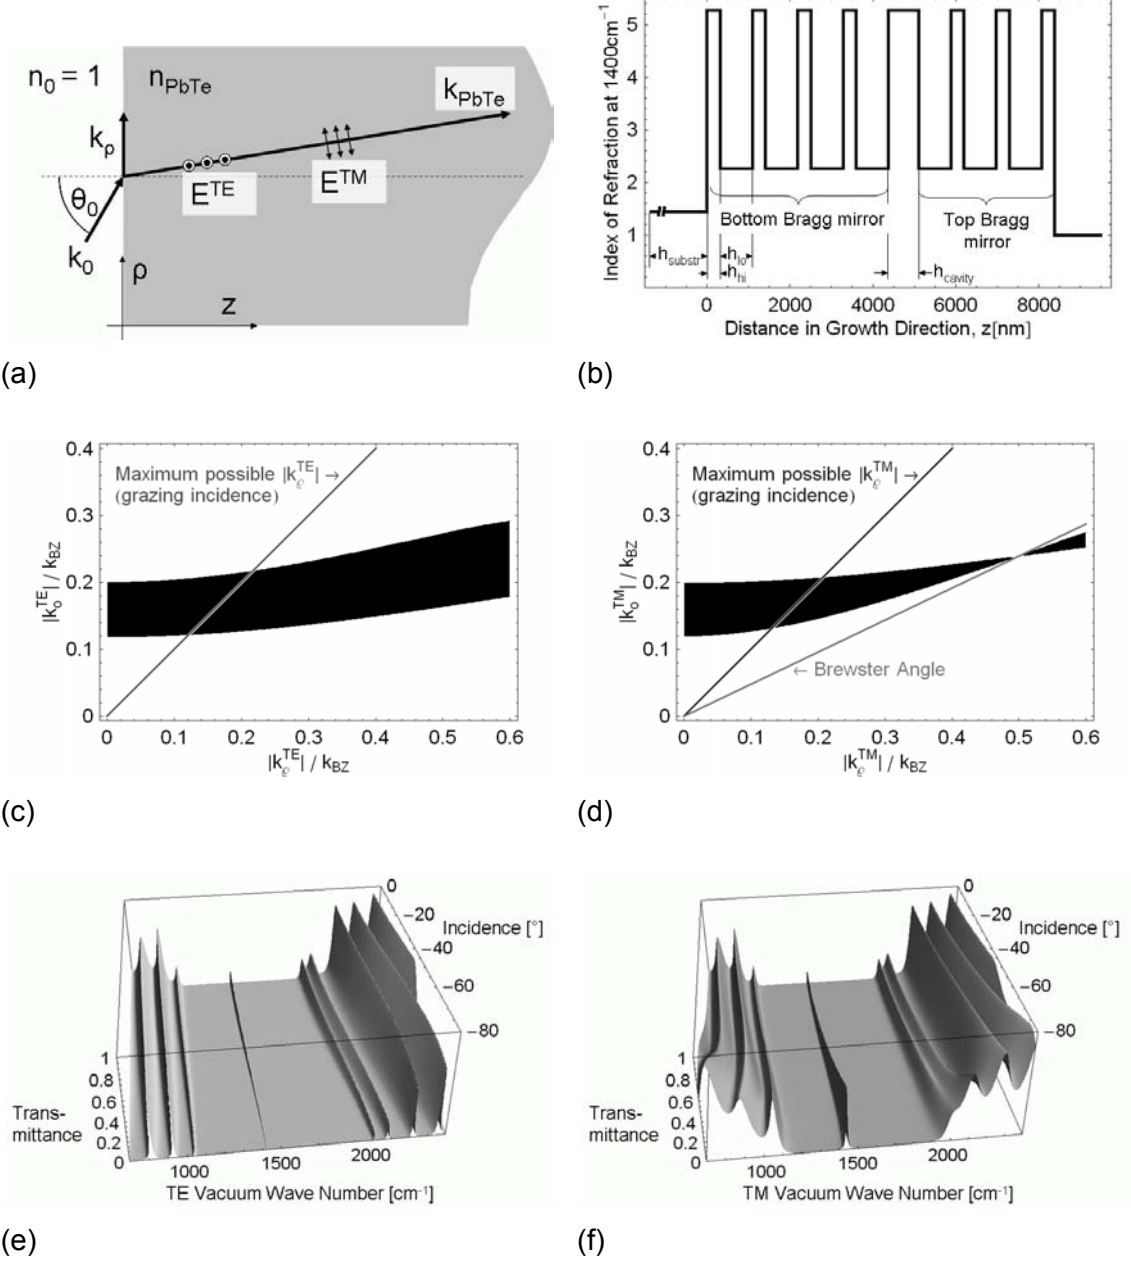 n₀ = 1
n_PbTe
k_PbTe
k_ρ
E^TE
E^TM
θ₀
k₀
ρ
z
(a)
Index of Refraction at 1400cm⁻¹
5
4
3
2
1
Bottom Bragg mirror
Top Bragg
mirror
h_substr
h_lo
h_hi
h_cavity
0 2000 4000 6000 8000
Distance in Growth Direction, z[nm]
(b)
|k_o^TE| / k_BZ
0.4
0.3
0.2
0.1
0
Maximum possible |k_ϱ^TE| →
(grazing incidence)
0 0.1 0.2 0.3 0.4 0.5 0.6
|k_ϱ^TE| / k_BZ
(c)
|k_o^TM| / k_BZ
0.4
0.3
0.2
0.1
0
Maximum possible |k_ϱ^TM| →
(grazing incidence)
← Brewster Angle
0 0.1 0.2 0.3 0.4 0.5 0.6
|k_ϱ^TM| / k_BZ
(d)
0
−20
Incidence [°]
−40
−60
−80
1
0.8
0.6
0.4
0.2
0
Trans-
mittance
1000 1500 2000
TE Vacuum Wave Number [cm⁻¹]
(e)
0
−20
Incidence [°]
−40
−60
−80
1
0.8
0.6
0.4
0.2
0
Trans-
mittance
1000 1500 2000
TM Vacuum Wave Number [cm⁻¹]
(f)